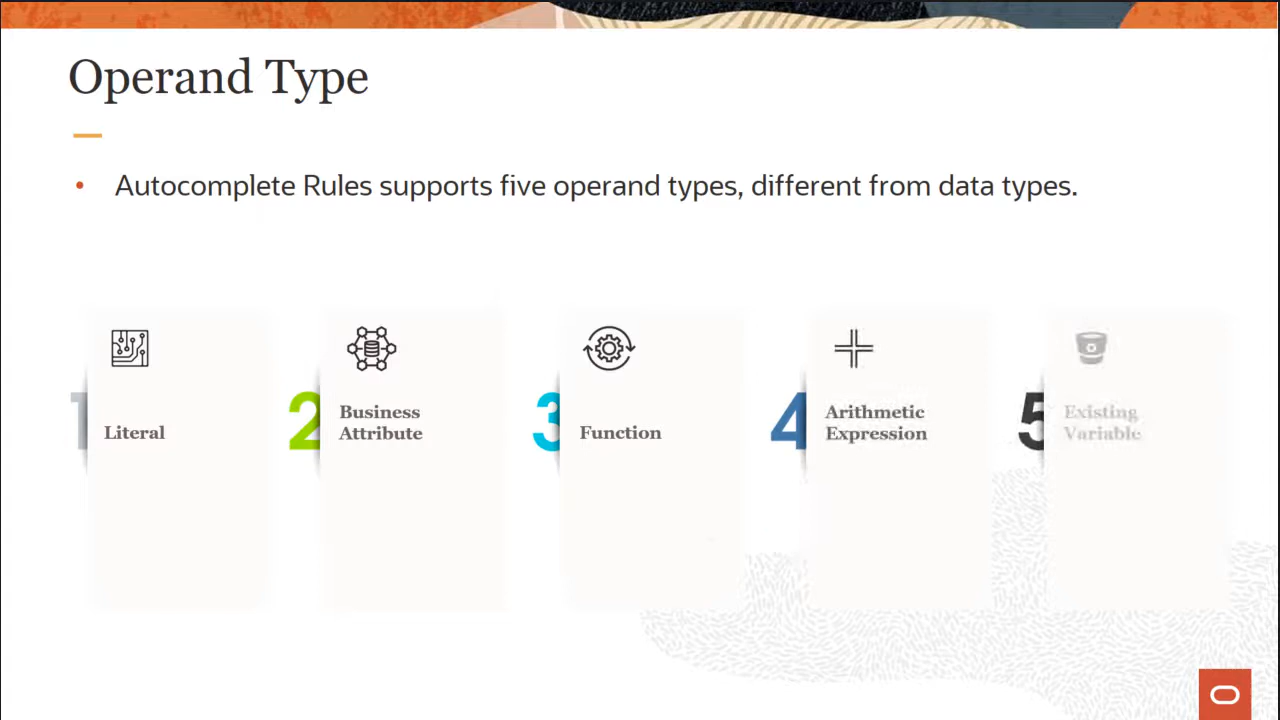 Operand Type
• Autocomplete Rules supports five operand types, different from data types.
1
Literal
2
Business
Attribute
3
Function
4
Arithmetic
Expression
5
Existing
Variable